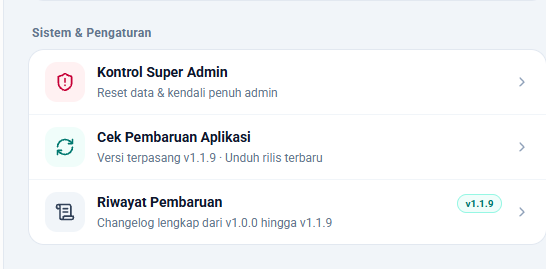 Sistem & Pengaturan
Kontrol Super Admin
Reset data & kendali penuh admin
Cek Pembaruan Aplikasi
Versi terpasang v1.1.9 · Unduh rilis terbaru
Riwayat Pembaruan
v1.1.9
Changelog lengkap dari v1.0.0 hingga v1.1.9